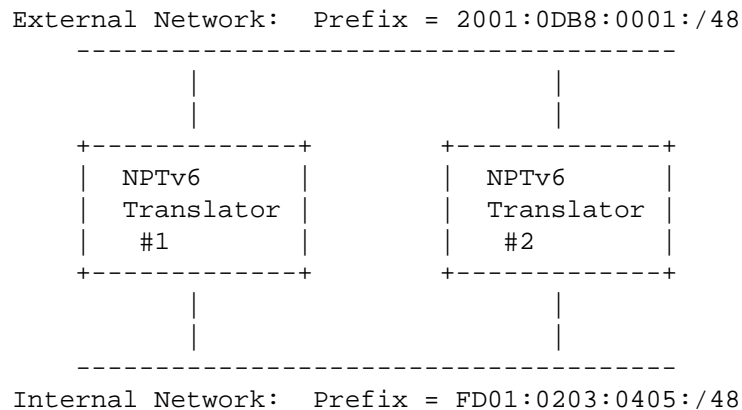 External Network: Prefix = 2001:0DB8:0001:/48
NPTv6 NPTv6
Translator Translator
#1 #2
Internal Network: Prefix = FD01:0203:0405:/48